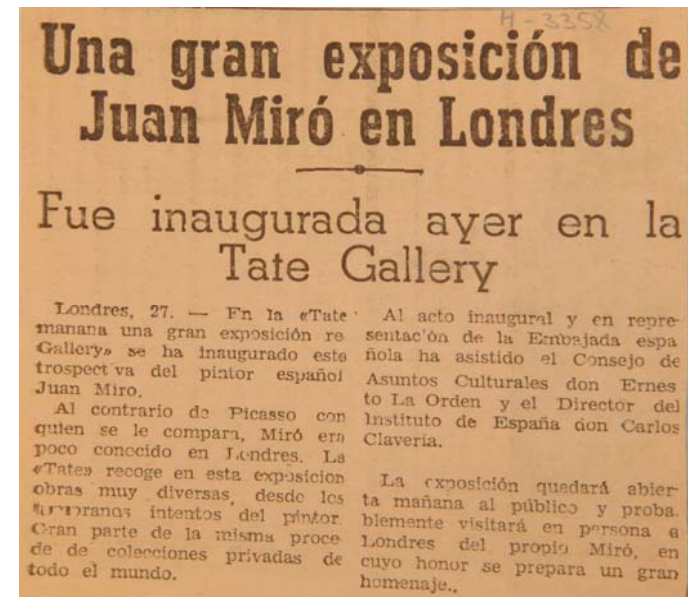 H-3358
Una gran exposición de
Juan Miró en Londres
Fue inaugurada ayer en la
Tate Gallery
Londres, 27. — En la «Tate
manana una gran exposición re
Gallery» se ha inaugurado este
trospectiva del pintor español
Juan Miro.
Al contrario de Picasso con
quien se le compara, Miró era
poco conocido en Londres. La
«Tate» recoge en esta exposicion
obras muy diversas, desde los
tempranos intentos del pintor.
Gran parte de la misma proce
de de colecciones privadas de
todo el mundo.
Al acto inaugural y en repre-
sentac'ón de la Embajada espa
ñola ha asistido el Consejo de
Asuntos Culturales don Ernes
to La Orden y el Director del
Instituto de España don Carlos
Clavería.
La exposición quedará abier-
ta mañana al público y proba.
blemente visitará en persona a
Londres del propio Miró, en
cuyo honor se prepara un gran
homenaje.,